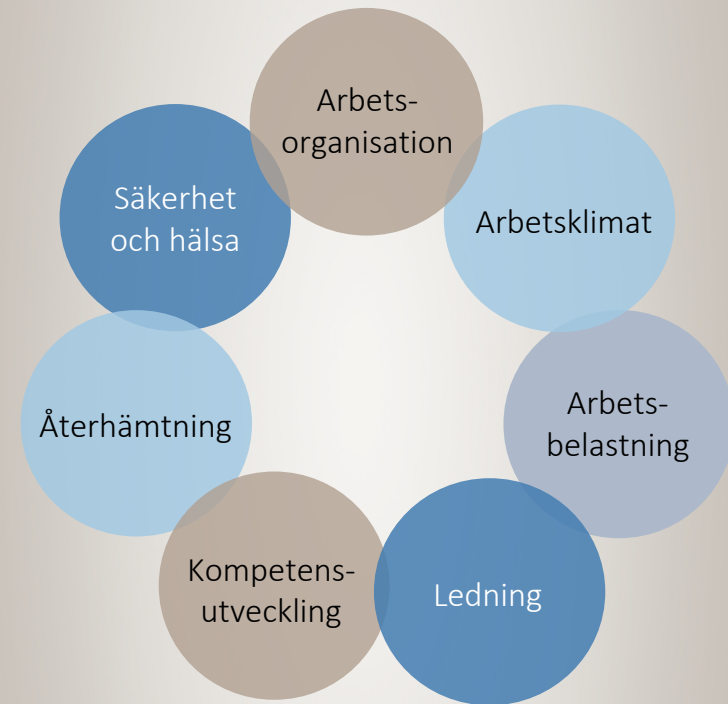 Arbets-
organisation
Arbetsklimat
Arbets-
belastning
Ledning
Kompetens-
utveckling
Återhämtning
Säkerhet
och hälsa